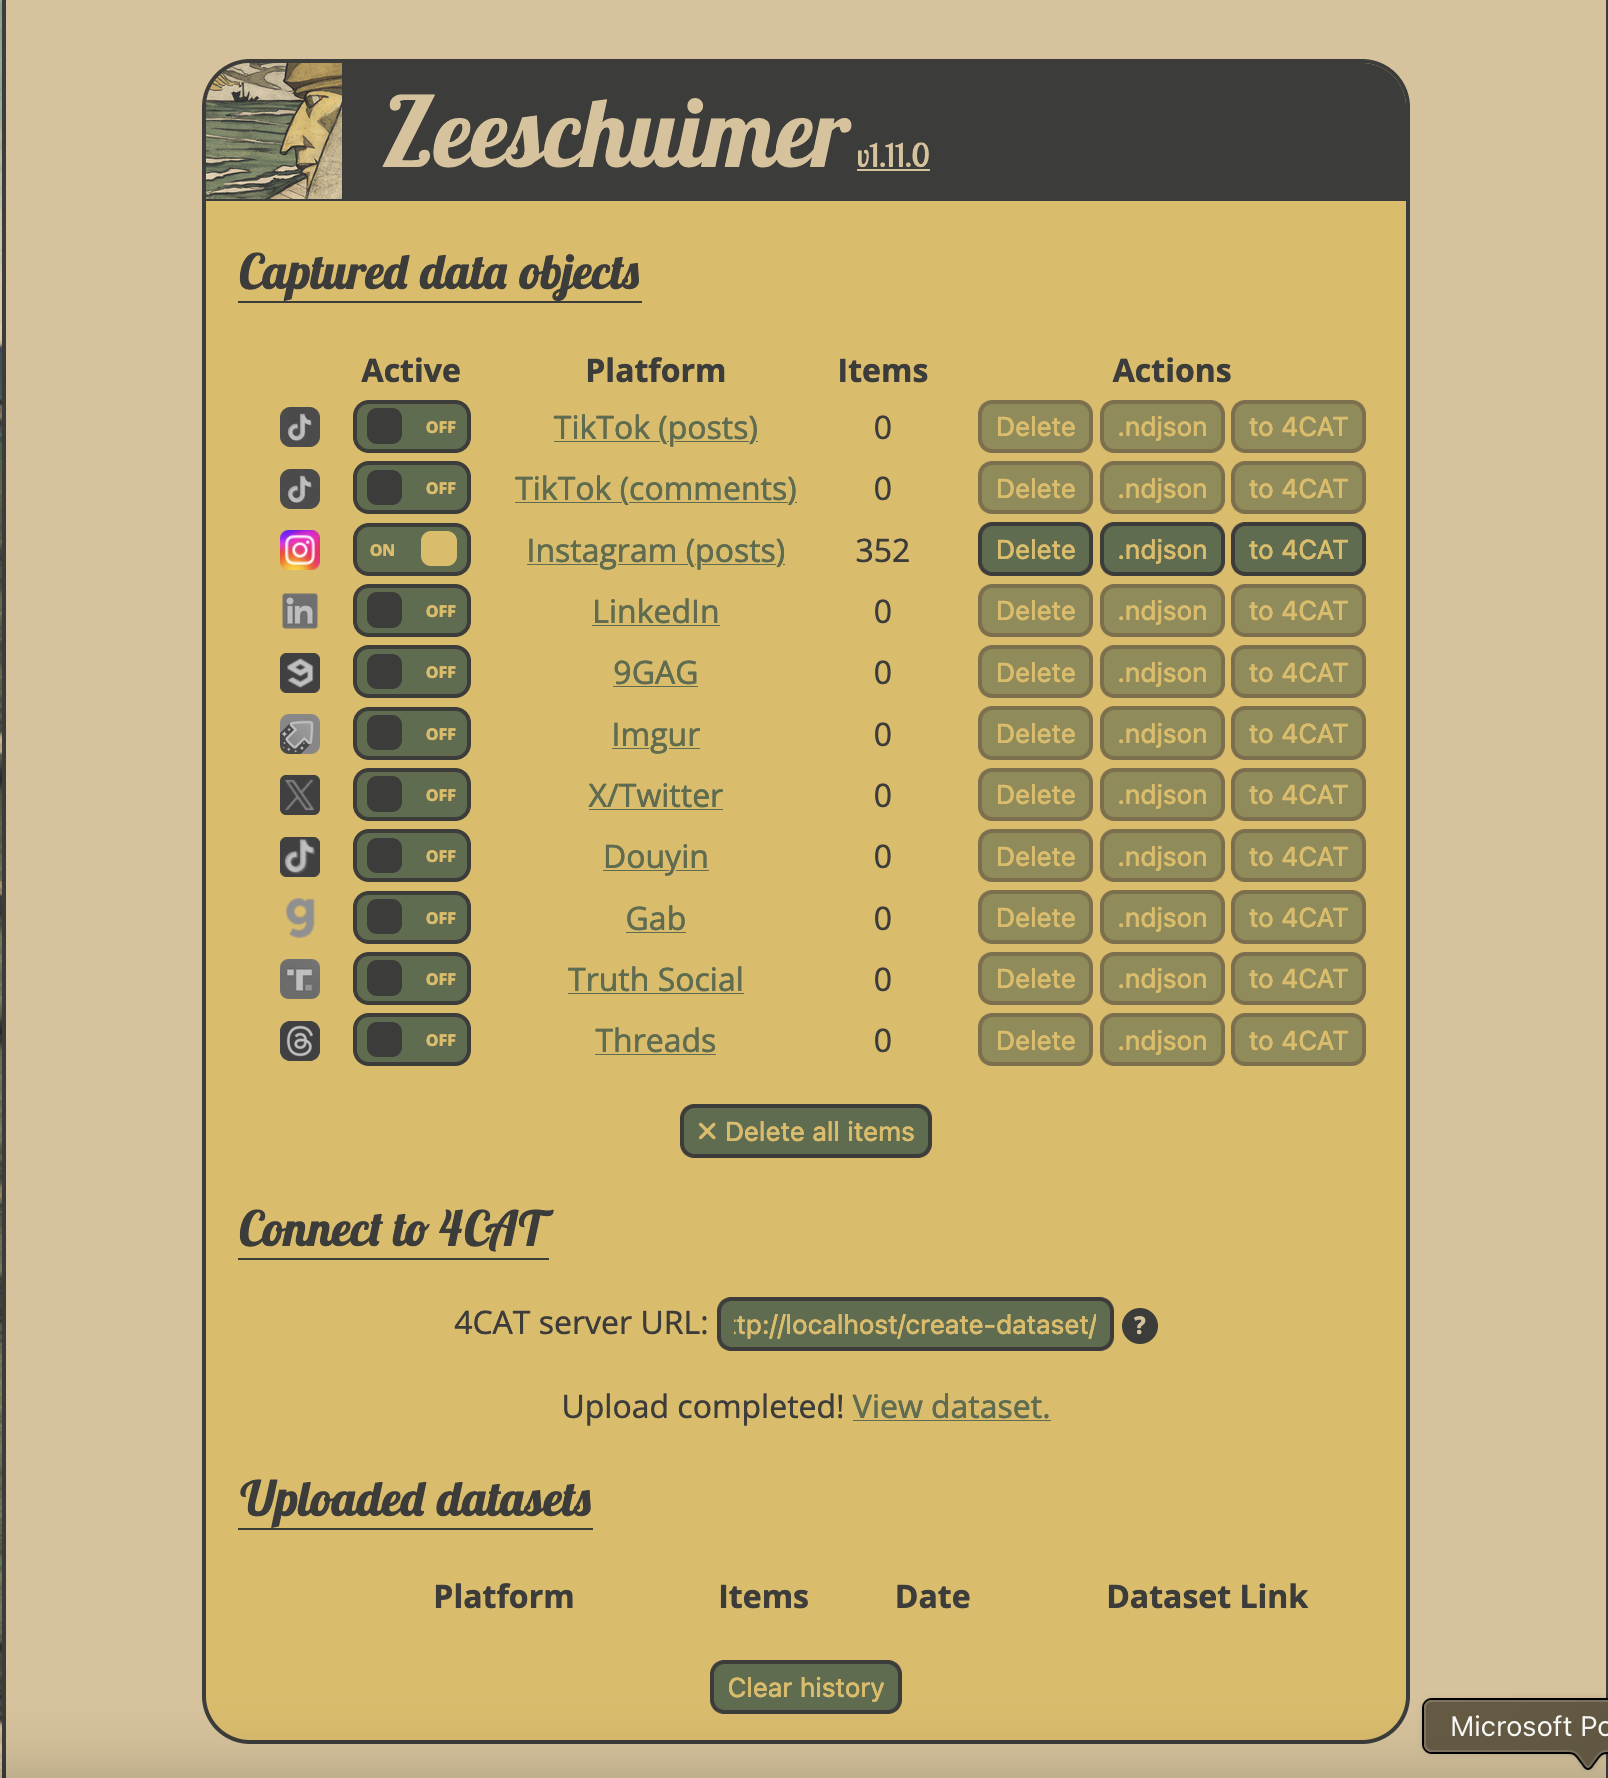 Zeeschuimer v1.11.0
Captured data objects
Active Platform Items Actions
OFF TikTok (posts) 0 Delete .ndjson to 4CAT
OFF TikTok (comments) 0 Delete .ndjson to 4CAT
ON Instagram (posts) 352 Delete .ndjson to 4CAT
in OFF LinkedIn 0 Delete .ndjson to 4CAT
OFF 9GAG 0 Delete .ndjson to 4CAT
OFF Imgur 0 Delete .ndjson to 4CAT
OFF X/Twitter 0 Delete .ndjson to 4CAT
OFF Douyin 0 Delete .ndjson to 4CAT
g OFF Gab 0 Delete .ndjson to 4CAT
T. OFF Truth Social 0 Delete .ndjson to 4CAT
OFF Threads 0 Delete .ndjson to 4CAT
✕ Delete all items
Connect to 4CAT
4CAT server URL: tp://localhost/create-dataset/ ?
Upload completed! View dataset.
Uploaded datasets
Platform Items Date Dataset Link
Clear history
Microsoft